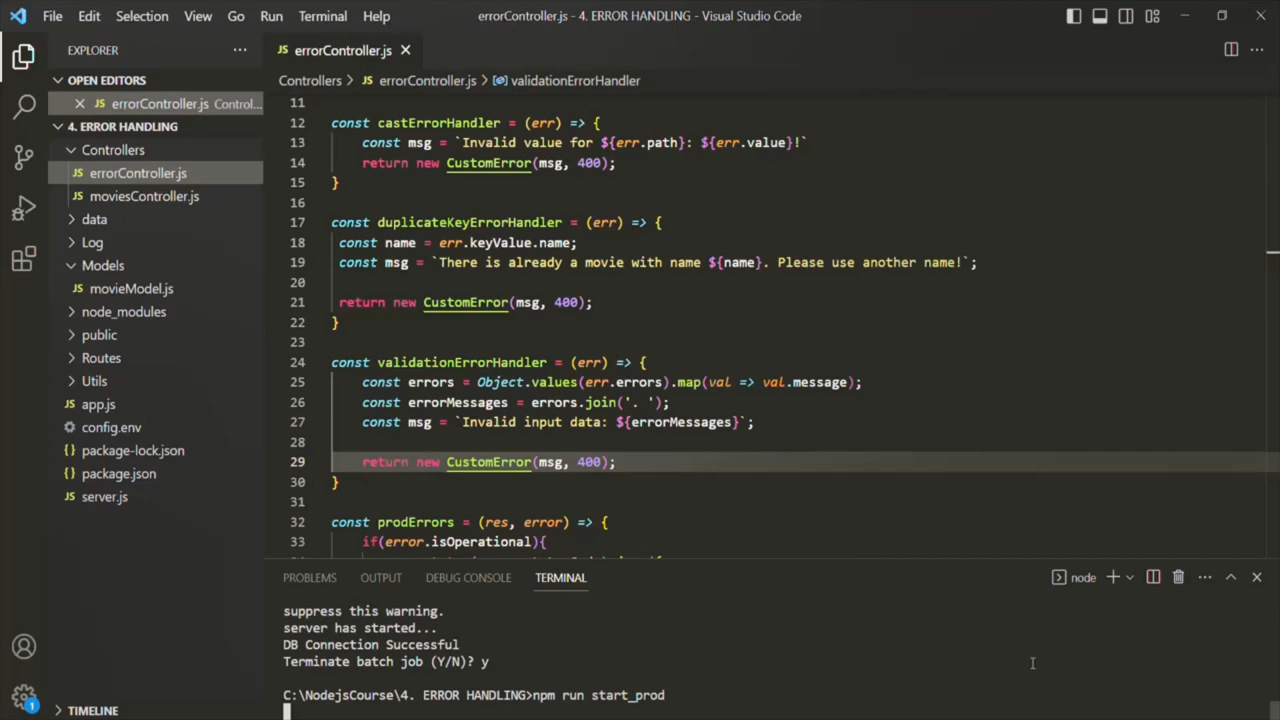 File Edit Selection View Go Run Terminal Help errorController.js - 4. ERROR HANDLING - Visual Studio Code
EXPLORER
OPEN EDITORS
JS errorController.js Control...
4. ERROR HANDLING
Controllers
JS errorController.js
JS moviesController.js
data
Log
Models
JS movieModel.js
node_modules
public
Routes
Utils
JS app.js
config.env
{} package-lock.json
{} package.json
JS server.js
TIMELINE
1
JS errorController.js
Controllers > JS errorController.js > validationErrorHandler
11
12 const castErrorHandler = (err) => {
13 const msg = `Invalid value for ${err.path}: ${err.value}!`
14 return new CustomError(msg, 400);
15 }
16
17 const duplicateKeyErrorHandler = (err) => {
18 const name = err.keyValue.name;
19 const msg = `There is already a movie with name ${name}. Please use another name!`;
20
21 return new CustomError(msg, 400);
22 }
23
24 const validationErrorHandler = (err) => {
25 const errors = Object.values(err.errors).map(val => val.message);
26 const errorMessages = errors.join('. ');
27 const msg = `Invalid input data: ${errorMessages}`;
28
29 return new CustomError(msg, 400);
30 }
31
32 const prodErrors = (res, error) => {
33 if(error.isOperational){
PROBLEMS OUTPUT DEBUG CONSOLE TERMINAL node
suppress this warning.
server has started...
DB Connection Successful
Terminate batch job (Y/N)? y
C:\NodejsCourse\4. ERROR HANDLING>npm run start_prod